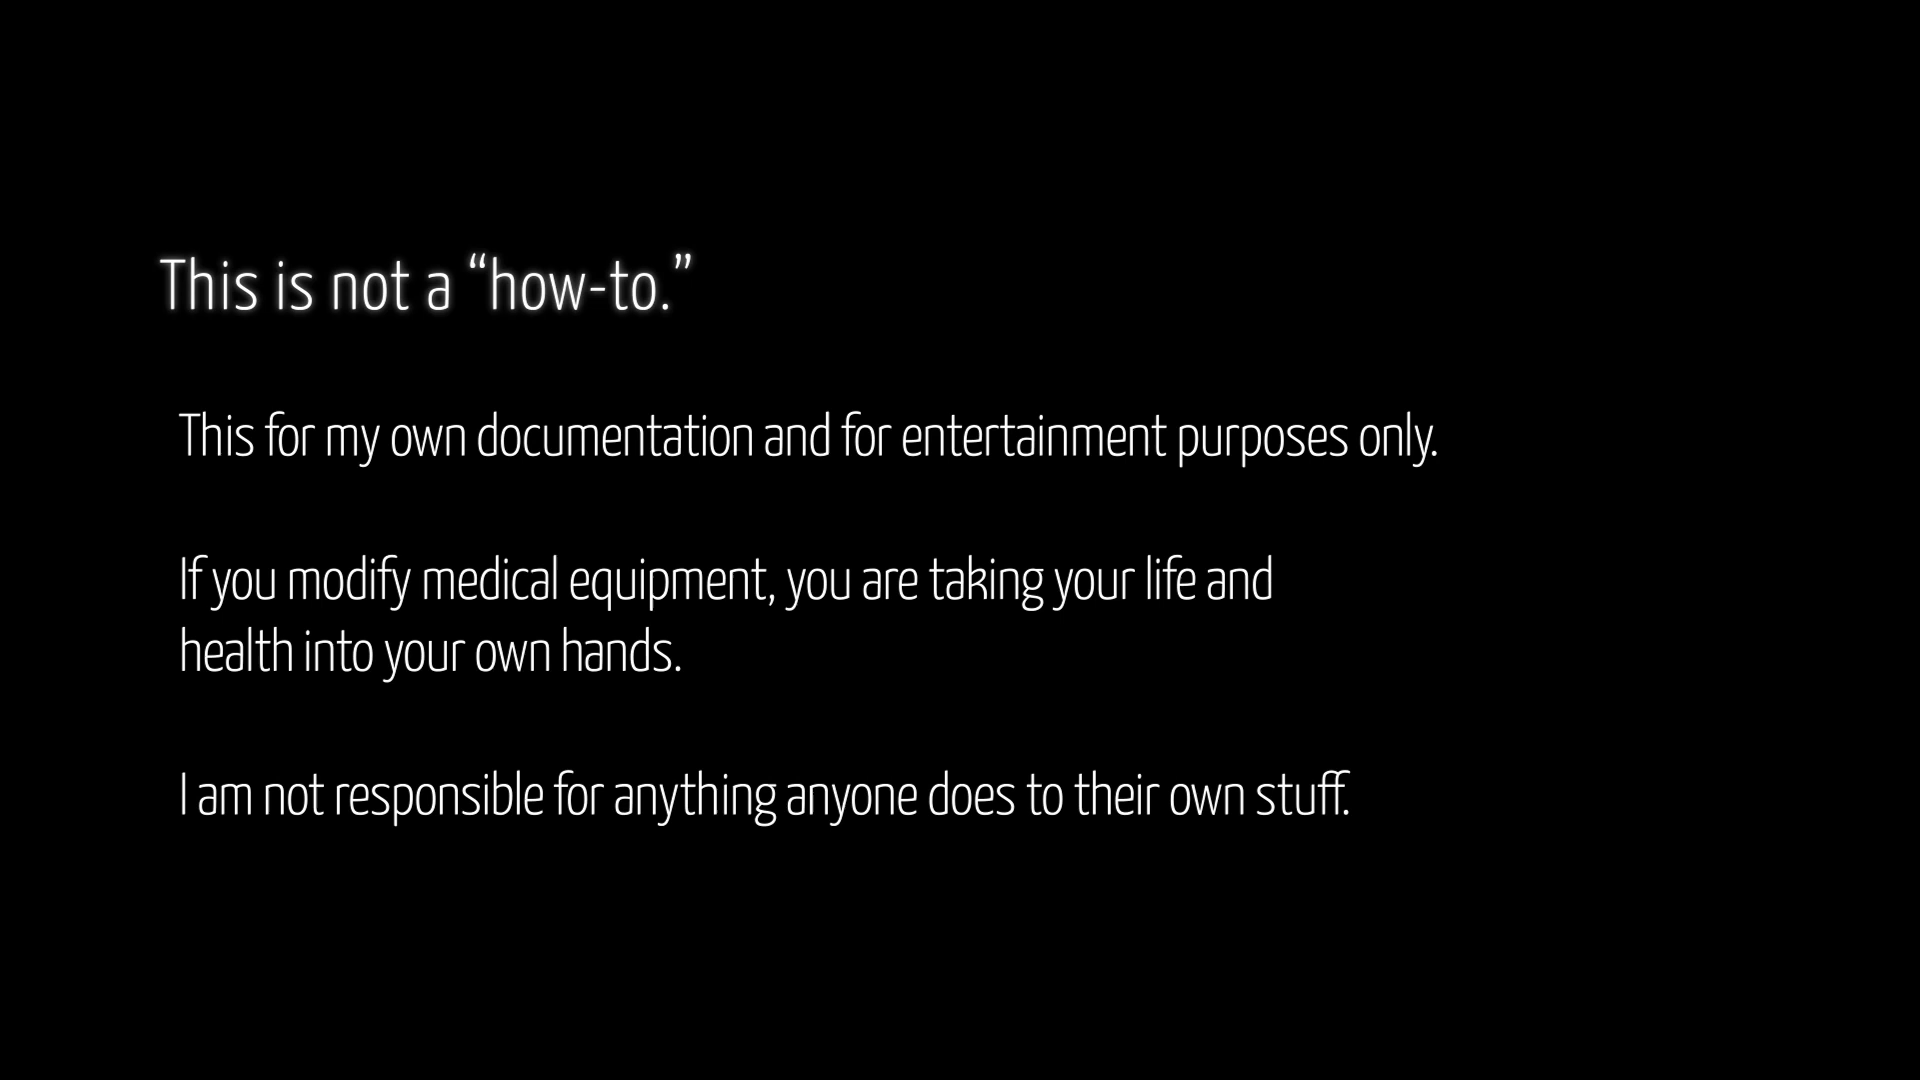 This is not a “how-to.”
This for my own documentation and for entertainment purposes only.
If you modify medical equipment, you are taking your life and
health into your own hands.
I am not responsible for anything anyone does to their own stuff.